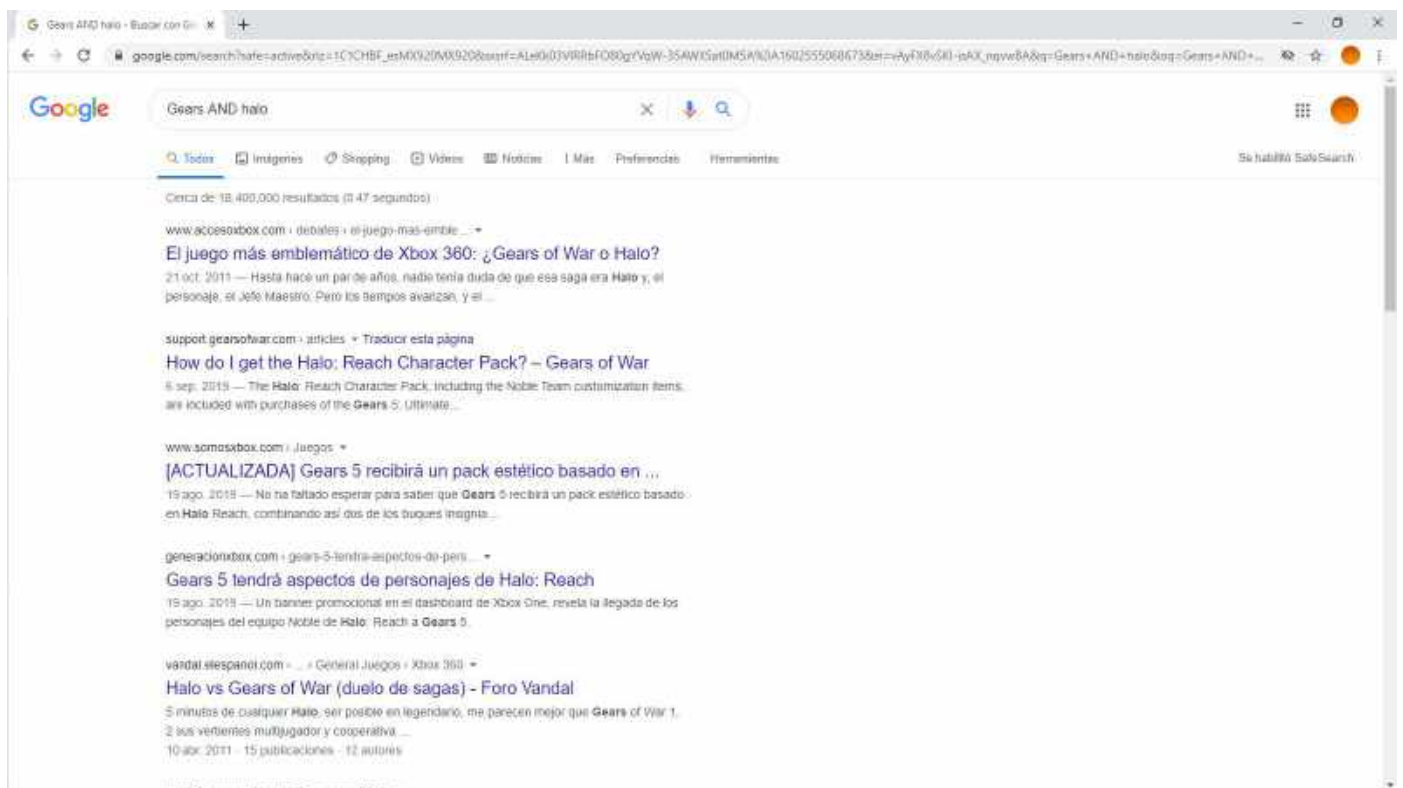 Gears AND halo - Buscar con Go
google.com/search?safe=active&rlz=1C1CHBF_esMX920MX920&sxsrf=
Google
Gears AND halo
Todos Imágenes Shopping Videos Noticias Más Preferencias Herramientas
Se habilitó SafeSearch
Cerca de 18,400,000 resultados (0.47 segundos)
www.accesoxbox.com › debates › el-juego-mas-emble...
El juego más emblemático de Xbox 360: ¿Gears of War o Halo?
21 oct. 2011 — Hasta hace un par de años, nadie tenía duda de que esa saga era Halo y, el
personaje, el Jefe Maestro. Pero los tiempos avanzan, y el ...
support.gearsofwar.com › articles Traducir esta página
How do I get the Halo: Reach Character Pack? – Gears of War
6 sep. 2019 — The Halo: Reach Character Pack, including the Noble Team customization items,
are included with purchases of the Gears 5: Ultimate...
www.somosxbox.com › Juegos
[ACTUALIZADA] Gears 5 recibirá un pack estético basado en ...
19 ago. 2019 — No ha faltado esperar para saber que Gears 5 recibirá un pack estético basado
en Halo Reach, combinando así dos de los buques insignia ...
generacionxbox.com › gears-5-tendra-aspectos-de-pers...
Gears 5 tendrá aspectos de personajes de Halo: Reach
19 ago. 2019 — Un banner promocional en el dashboard de Xbox One, revela la llegada de los
personajes del equipo Noble de Halo: Reach a Gears 5.
vandal.elespanol.com › ... › General Juegos › Xbox 360
Halo vs Gears of War (duelo de sagas) - Foro Vandal
5 minutos de cualquier Halo, ser posible en legendario, me parecen mejor que Gears of War 1,
2 sus vertientes multijugador y cooperativa ...
10 abr. 2011 · 15 publicaciones · 12 autores